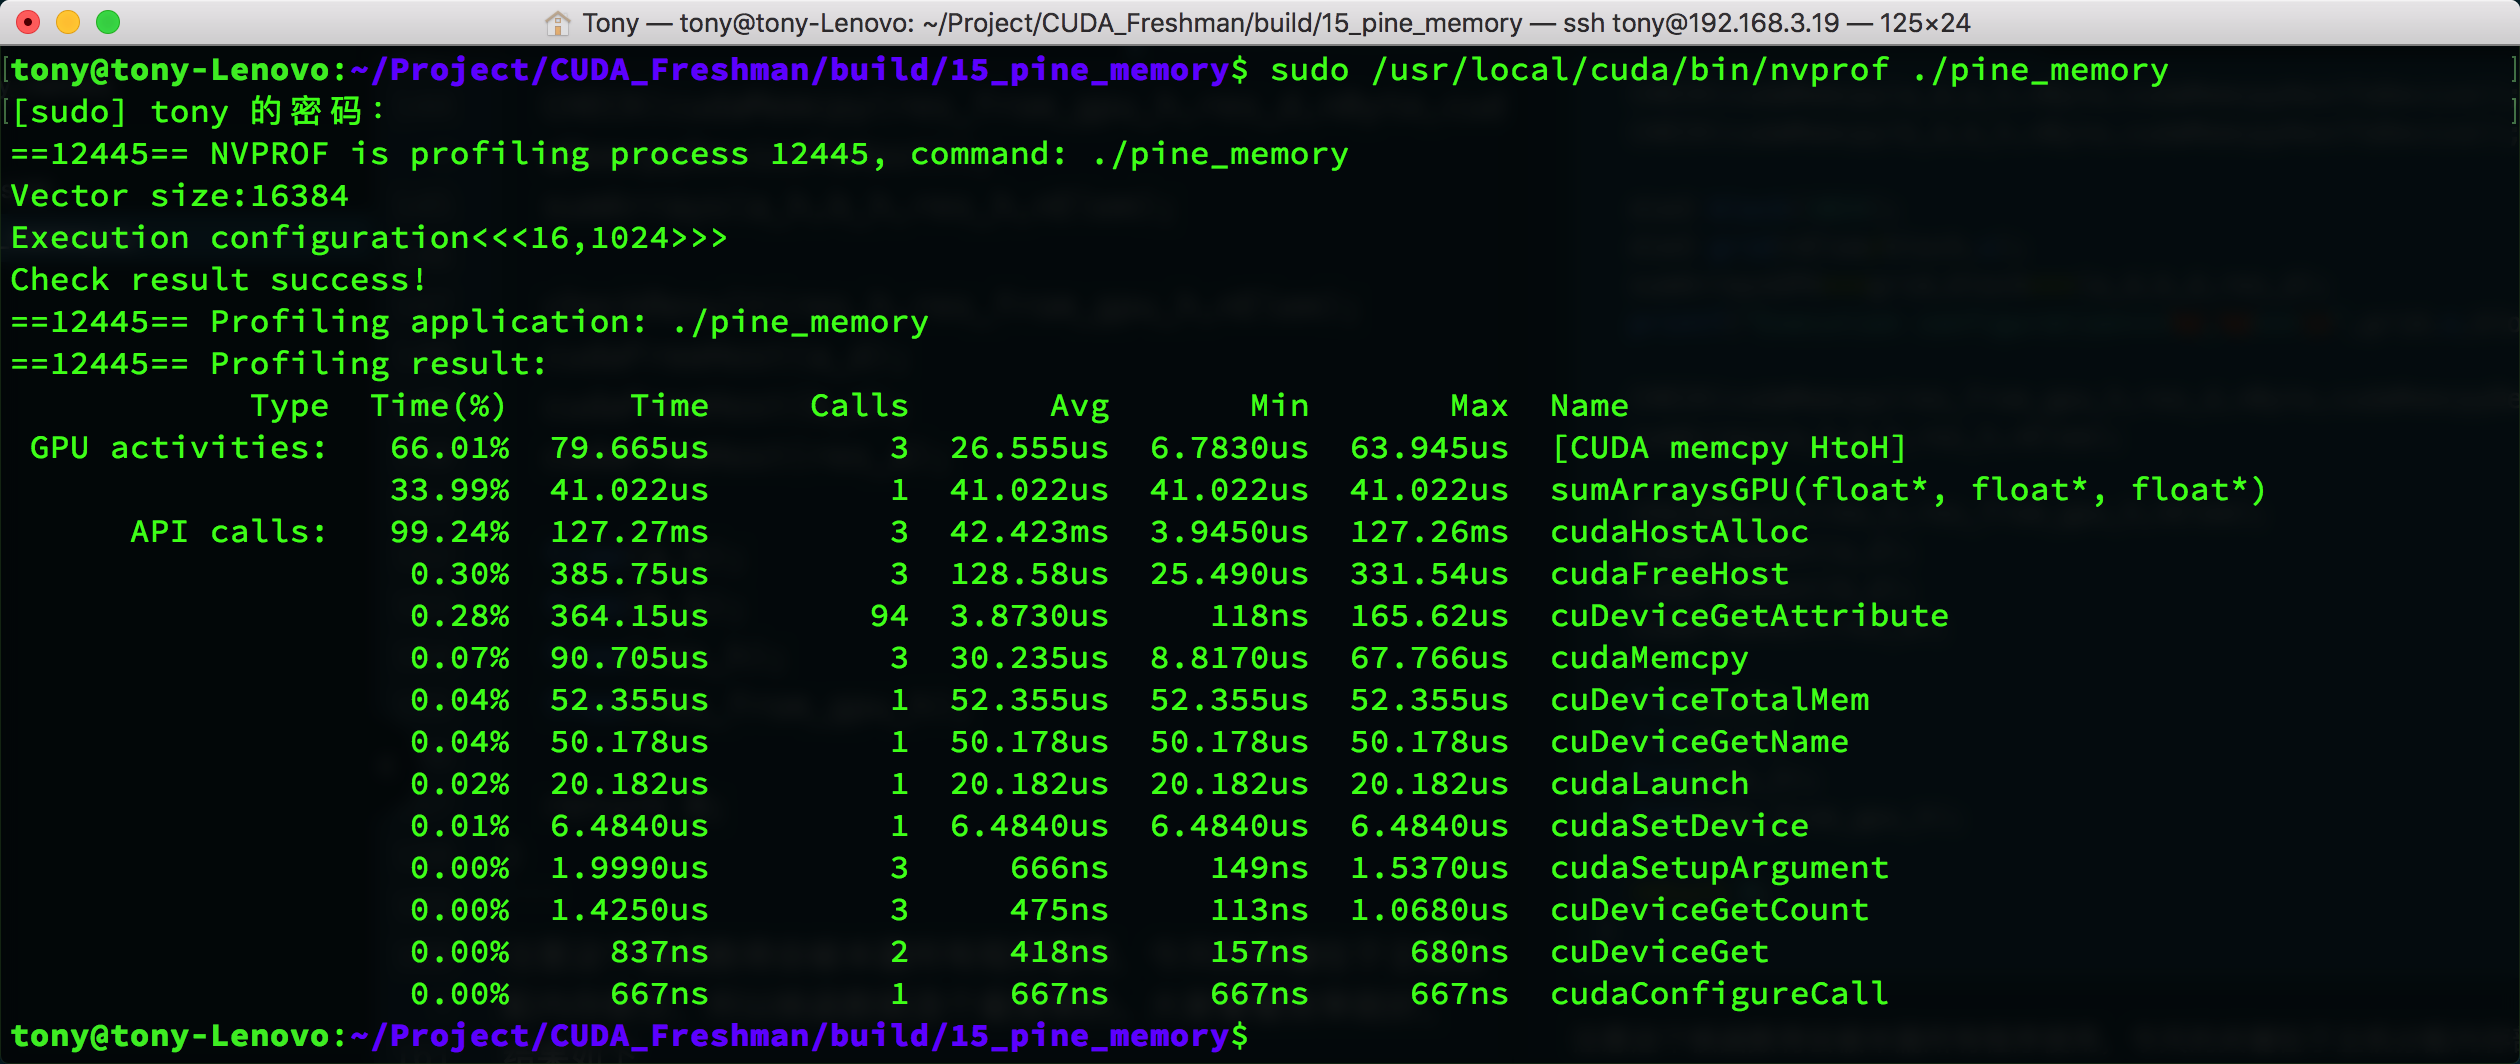 Tony — tony@tony-Lenovo: ~/Project/CUDA_Freshman/build/15_pine_memory — ssh tony@192.168.3.19 — 125×24
tony@tony-Lenovo:~/Project/CUDA_Freshman/build/15_pine_memory$ sudo /usr/local/cuda/bin/nvprof ./pine_memory
[sudo] tony 的密码：
==12445== NVPROF is profiling process 12445, command: ./pine_memory
Vector size:16384
Execution configuration<<<16,1024>>>
Check result success!
==12445== Profiling application: ./pine_memory
==12445== Profiling result:
Type Time(%) Time Calls Avg Min Max Name
GPU activities: 66.01% 79.665us 3 26.555us 6.7830us 63.945us [CUDA memcpy HtoH]
33.99% 41.022us 1 41.022us 41.022us 41.022us sumArraysGPU(float*, float*, float*)
API calls: 99.24% 127.27ms 3 42.423ms 3.9450us 127.26ms cudaHostAlloc
0.30% 385.75us 3 128.58us 25.490us 331.54us cudaFreeHost
0.28% 364.15us 94 3.8730us 118ns 165.62us cuDeviceGetAttribute
0.07% 90.705us 3 30.235us 8.8170us 67.766us cudaMemcpy
0.04% 52.355us 1 52.355us 52.355us 52.355us cuDeviceTotalMem
0.04% 50.178us 1 50.178us 50.178us 50.178us cuDeviceGetName
0.02% 20.182us 1 20.182us 20.182us 20.182us cudaLaunch
0.01% 6.4840us 1 6.4840us 6.4840us 6.4840us cudaSetDevice
0.00% 1.9990us 3 666ns 149ns 1.5370us cudaSetupArgument
0.00% 1.4250us 3 475ns 113ns 1.0680us cuDeviceGetCount
0.00% 837ns 2 418ns 157ns 680ns cuDeviceGet
0.00% 667ns 1 667ns 667ns 667ns cudaConfigureCall
tony@tony-Lenovo:~/Project/CUDA_Freshman/build/15_pine_memory$